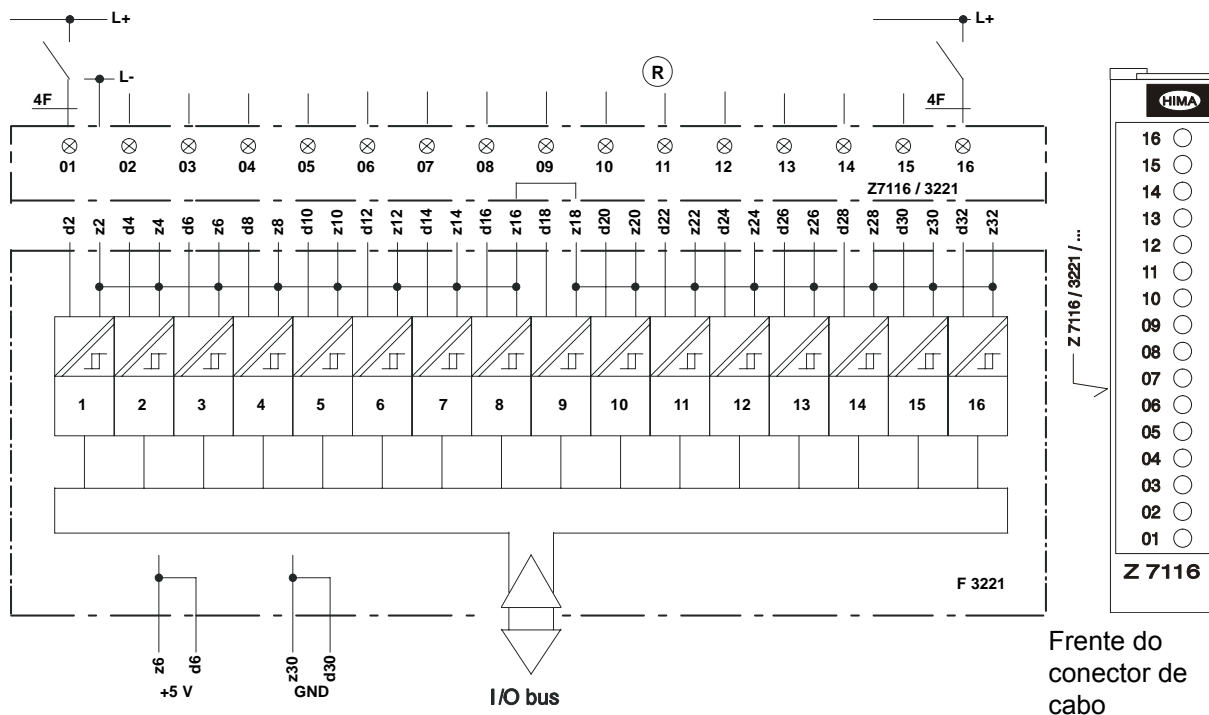 L+
L+
L-
R
4F
4F
HIMA
01 02 03 04 05 06 07 08 09 10 11 12 13 14 15 16
Z7116 / 3221
d2 z2 d4 z4 d6 z6 d8 z8 d10 z10 d12 z12 d14 z14 d16 z16 d18 z18 d20 z20 d22 z22 d24 z24 d26 z26 d28 z28 d30 z30 d32 z32
1 2 3 4 5 6 7 8 9 10 11 12 13 14 15 16
F 3221
z6 d6
+5 V
z30 d30
GND
I/O bus
Z 7116 / 3221 / ...
16
15
14
13
12
11
10
09
08
07
06
05
04
03
02
01
Z 7116
Frente do
conector de
cabo